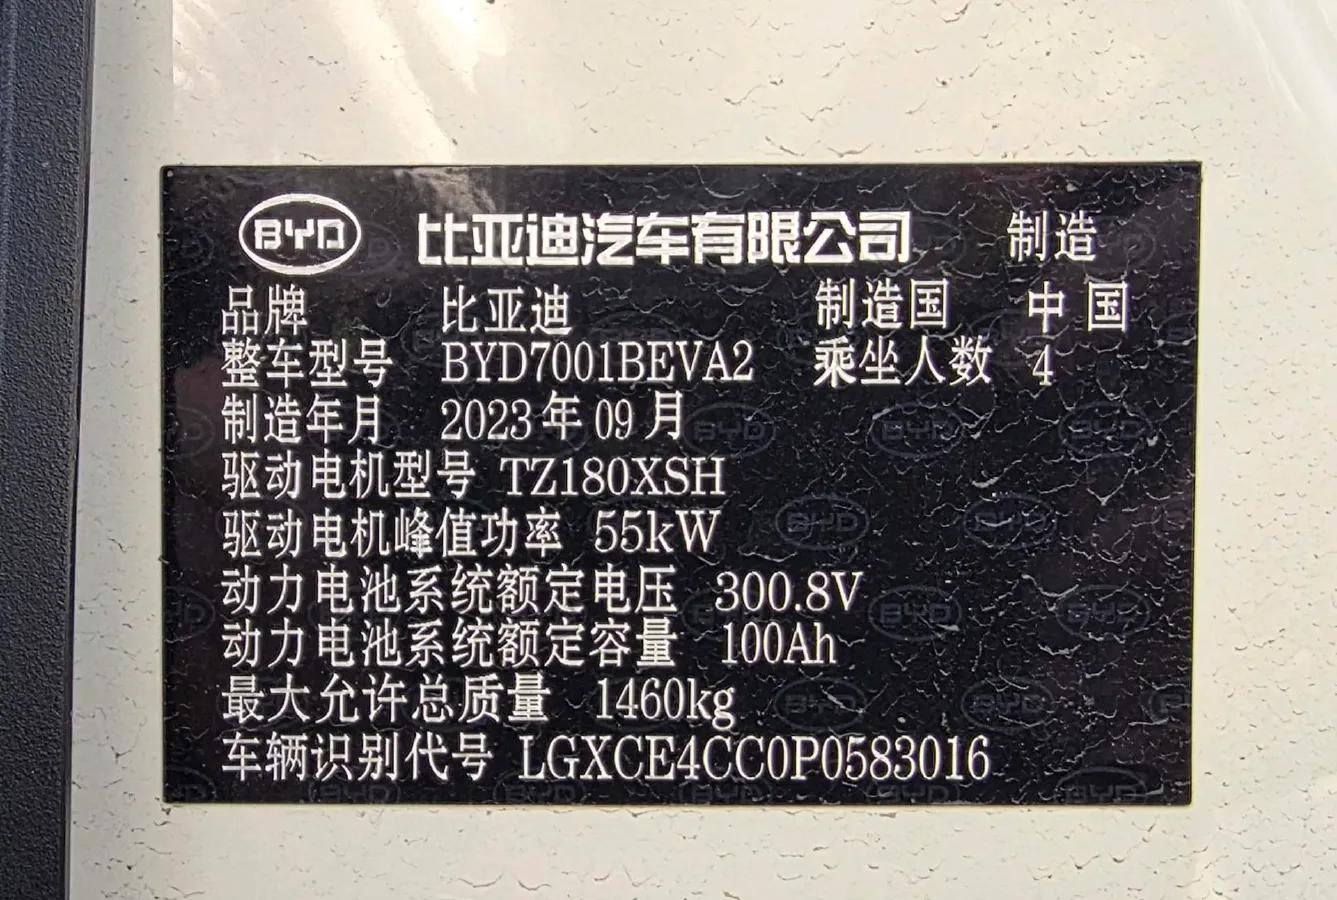 BYD 比亚迪汽车有限公司 制造
品牌 比亚迪 制造国 中国
整车型号 BYD7001BEVA2 乘坐人数 4
制造年月 2023年09月
驱动电机型号 TZ180XSH
驱动电机峰值功率 55kW
动力电池系统额定电压 300.8V
动力电池系统额定容量 100Ah
最大允许总质量 1460kg
车辆识别代号 LGXCE4CC0P0583016